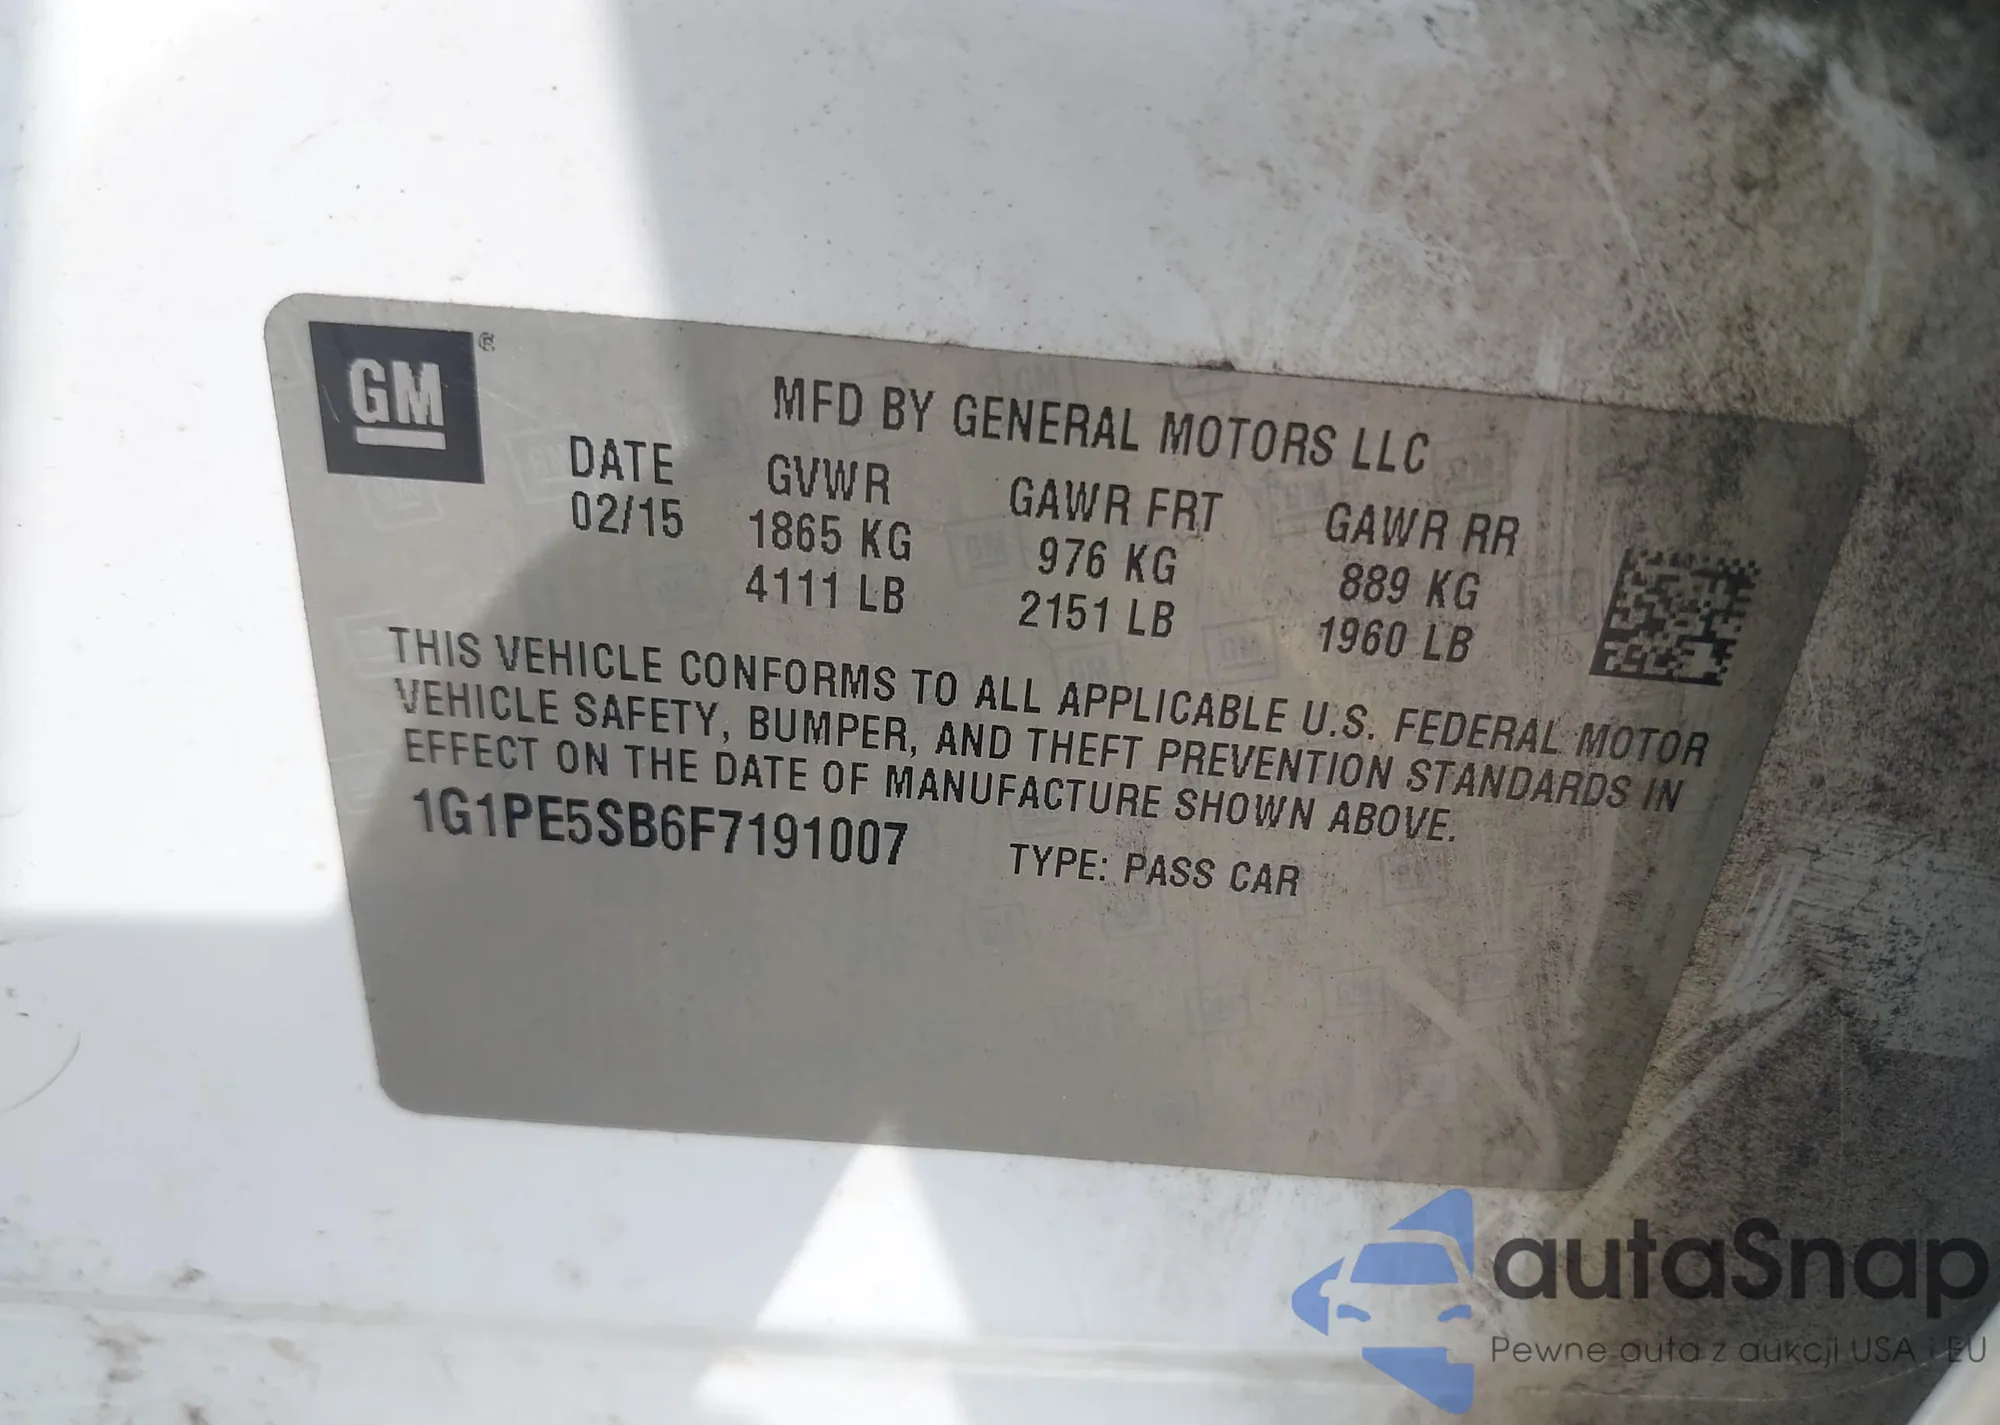 GM ®
MFD BY GENERAL MOTORS LLC
DATE GVWR GAWR FRT GAWR RR
02/15 1865 KG 976 KG 889 KG
4111 LB 2151 LB 1960 LB
THIS VEHICLE CONFORMS TO ALL APPLICABLE U.S. FEDERAL MOTOR
VEHICLE SAFETY, BUMPER, AND THEFT PREVENTION STANDARDS IN
EFFECT ON THE DATE OF MANUFACTURE SHOWN ABOVE.
1G1PE5SB6F7191007 TYPE: PASS CAR
autaSnap
Pewne auta z aukcji USA i EU